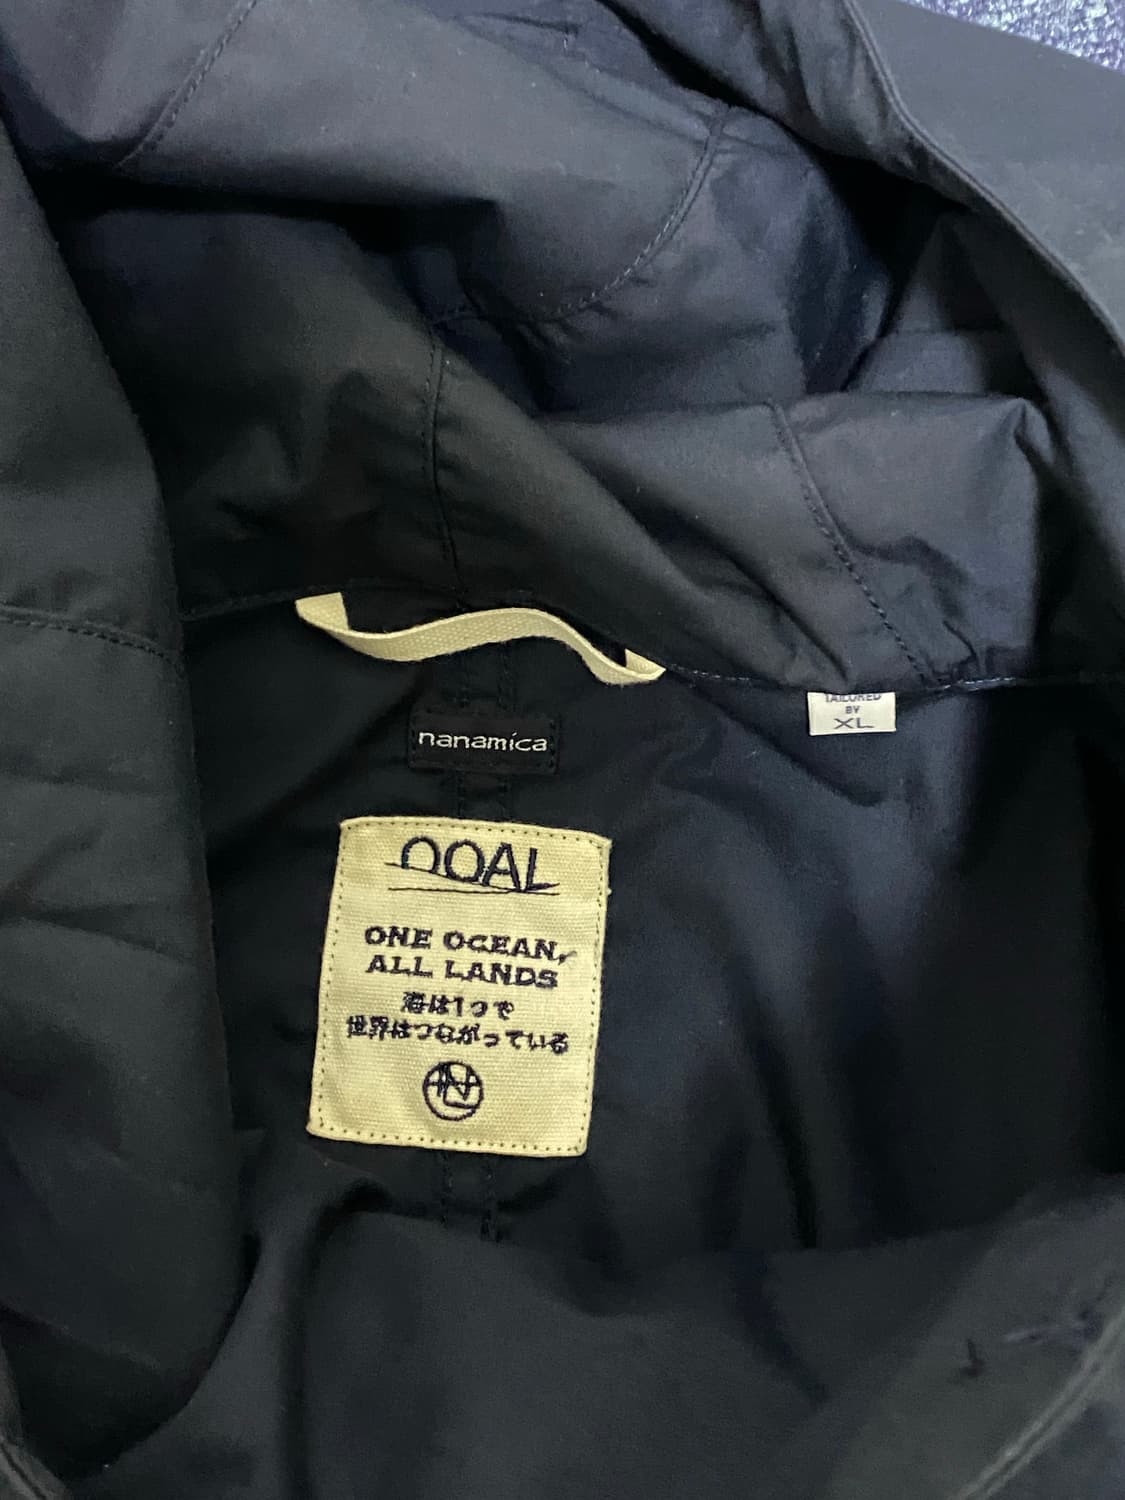 nanamica
TAILORED
BY
XL
OOAL
ONE OCEAN,
ALL LANDS
海は1つで
世界はつながっている
N